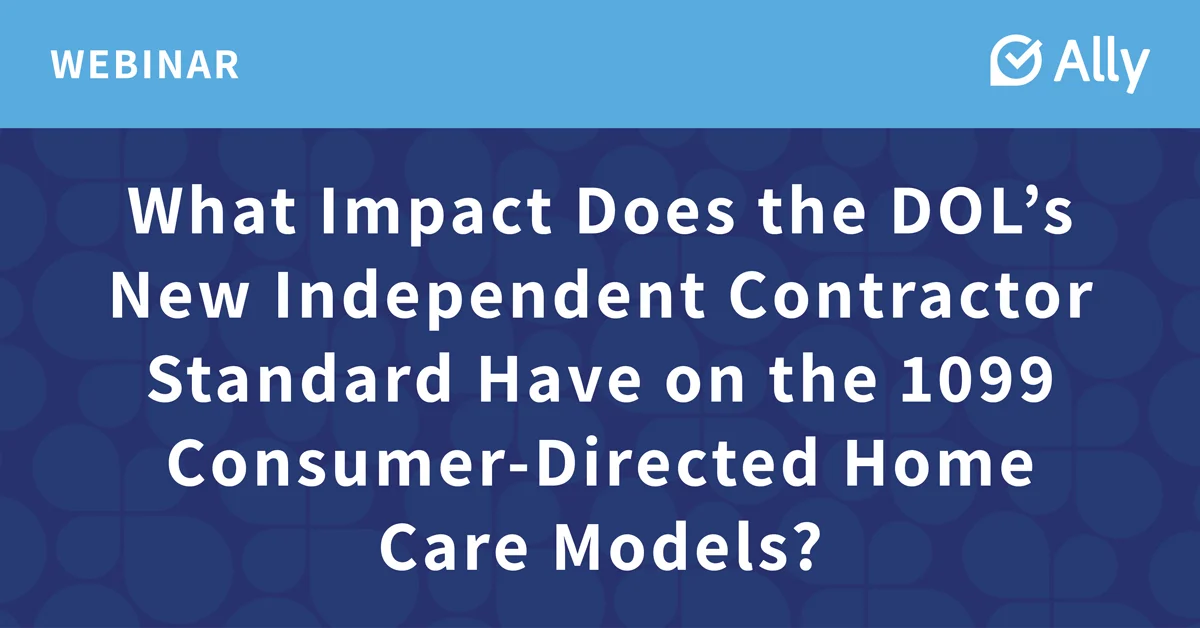 WEBINAR
Ally
What Impact Does the DOL’s
New Independent Contractor
Standard Have on the 1099
Consumer-Directed Home
Care Models?